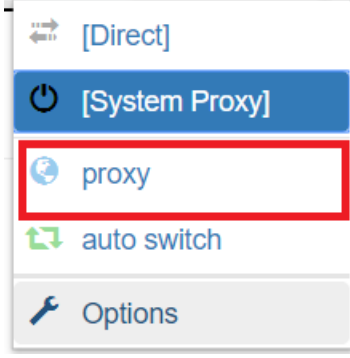 [Direct]
[System Proxy]
proxy
auto switch
Options